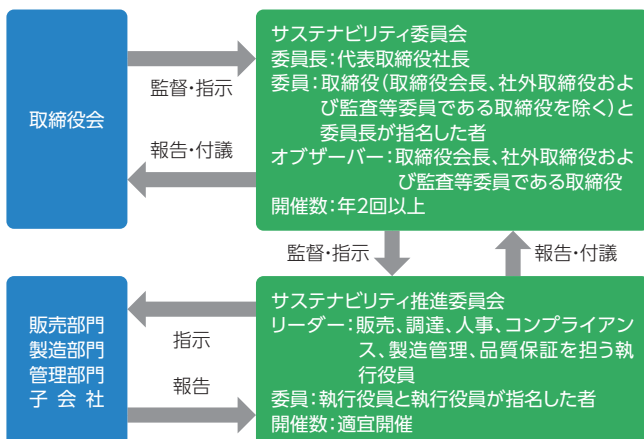 取締役会
監督・指示
報告・付議
サステナビリティ委員会
委員長：代表取締役社長
委員：取締役（取締役会長、社外取締役およ
び監査等委員である取締役を除く）と
委員長が指名した者
オブザーバー：取締役会長、社外取締役およ
び監査等委員である取締役
開催数：年2回以上
監督・指示
報告・付議
販売部門
製造部門
管理部門
子会社
指示
報告
サステナビリティ推進委員会
リーダー：販売、調達、人事、コンプライアン
ス、製造管理、品質保証を担う執
行役員
委員：執行役員と執行役員が指名した者
開催数：適宜開催